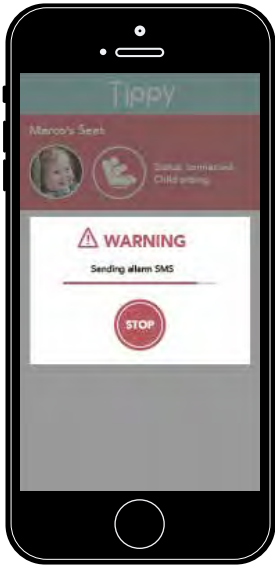 Tippy
Marco's Seat
Status: connected
Child sitting
WARNING
Sending allarm SMS
STOP